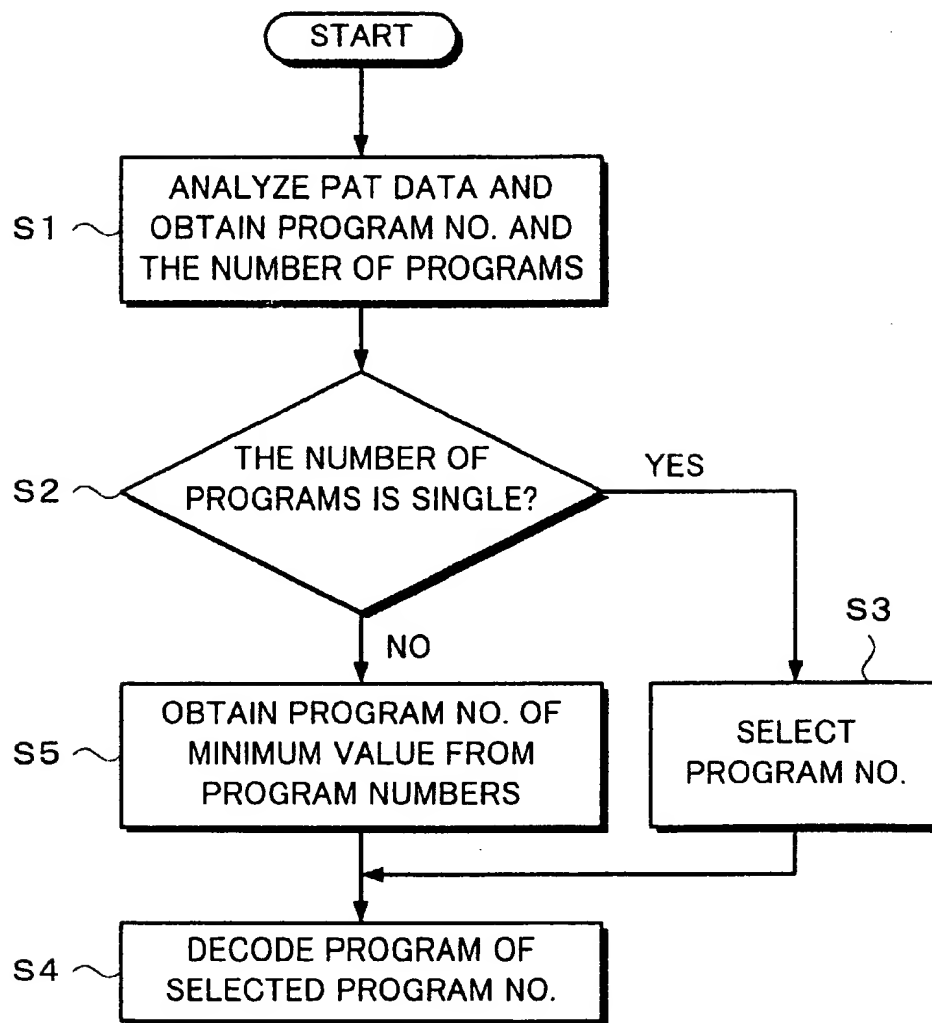 START
S1
ANALYZE PAT DATA AND
OBTAIN PROGRAM NO. AND
THE NUMBER OF PROGRAMS
S2
THE NUMBER OF
PROGRAMS IS SINGLE?
YES
NO
S3
SELECT
PROGRAM NO.
S5
OBTAIN PROGRAM NO. OF
MINIMUM VALUE FROM
PROGRAM NUMBERS
S4
DECODE PROGRAM OF
SELECTED PROGRAM NO.